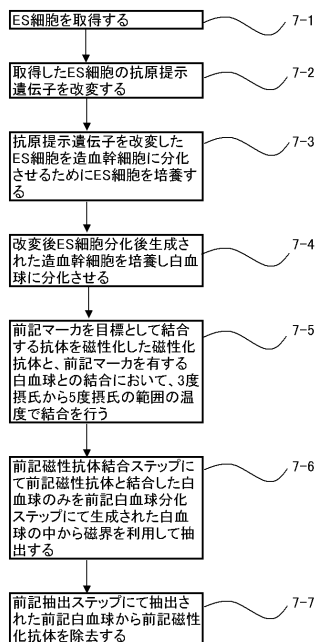 ES細胞を取得する
7-1
取得したES細胞の抗原提示
遺伝子を改変する
7-2
抗原提示遺伝子を改変した
ES細胞を造血幹細胞に分化
させるためにES細胞を培養す
る
7-3
改変後ES細胞分化後生成さ
れた造血幹細胞を培養し白血
球に分化させる
7-4
前記マーカを目標として結合
する抗体を磁性化した磁性化
抗体と、前記マーカを有する
白血球との結合において、3度
摂氏から5度摂氏の範囲の温
度で結合を行う
7-5
前記磁性抗体結合ステップに
て前記磁性抗体と結合した白
血球のみを前記白血球分化
ステップにて生成された白血
球の中から磁界を利用して抽
出する
7-6
前記抽出ステップにて抽出さ
れた前記白血球から前記磁性
化抗体を除去する
7-7